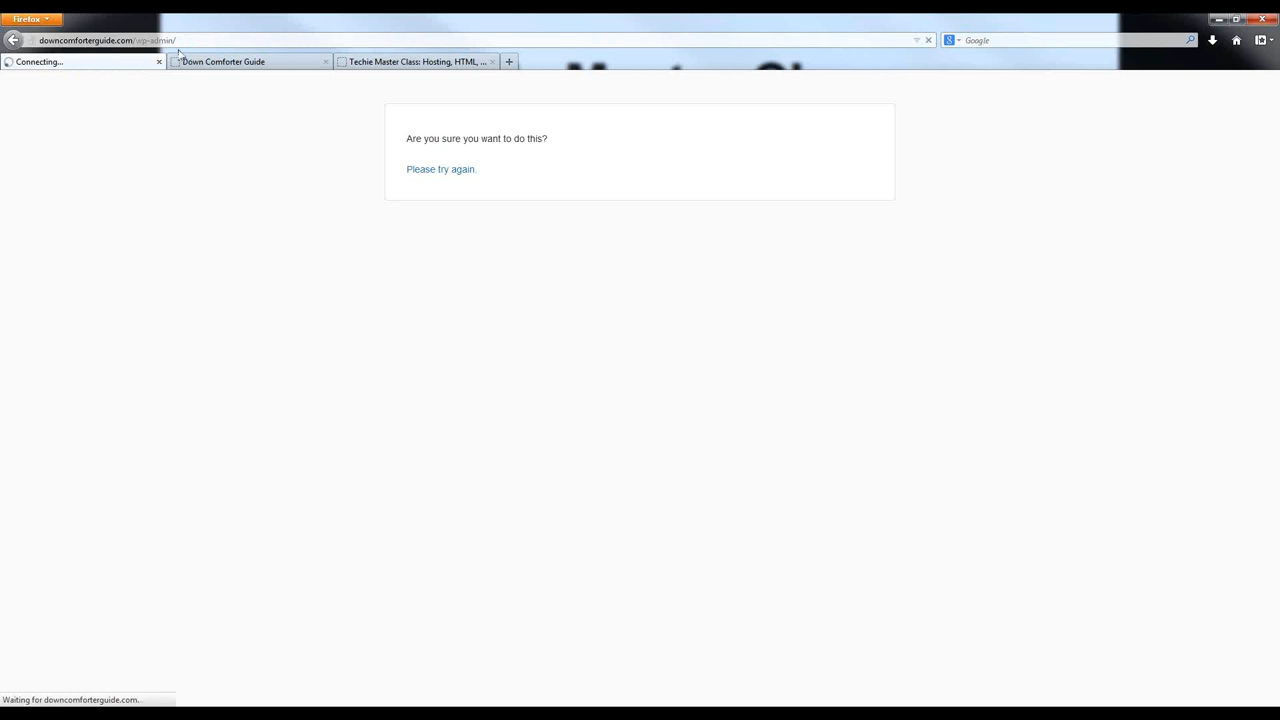 Firefox
downcomforterguide.com/wp-admin/
Google
Connecting...
Down Comforter Guide
Techie Master Class: Hosting, HTML, ...
Are you sure you want to do this?
Please try again.
Waiting for downcomforterguide.com...